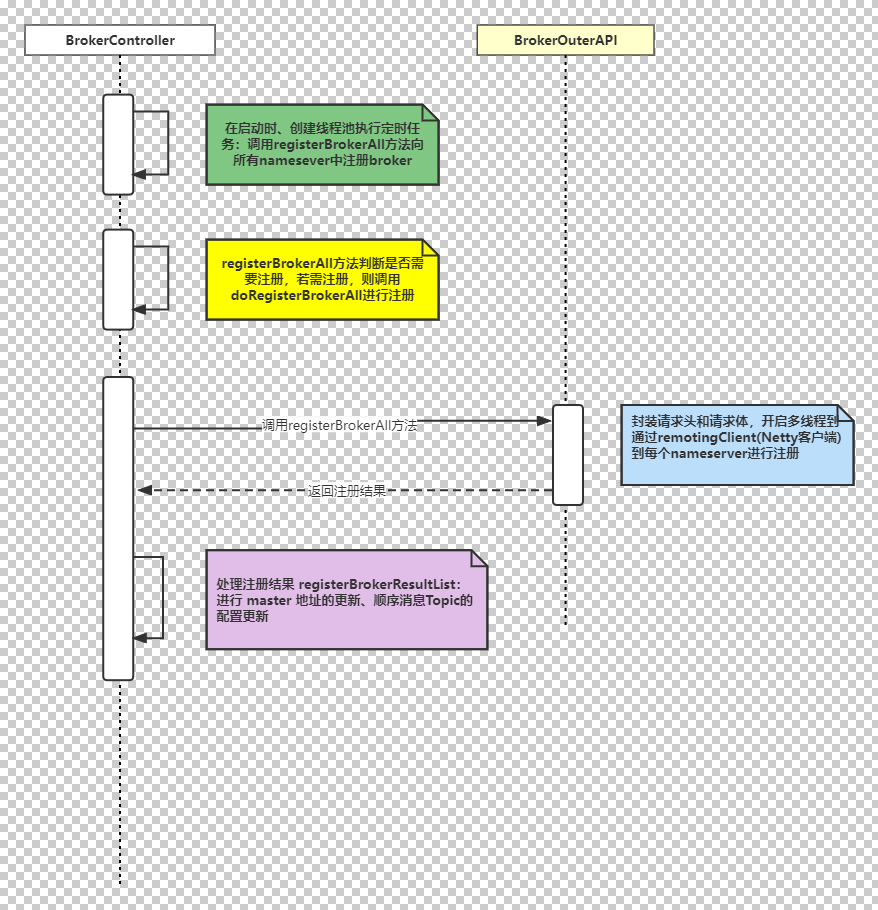 BrokerController
BrokerOuterAPI
在启动时、创建线程池执行定时任
务：调用registerBrokerAll方法向
所有namesever中注册broker
registerBrokerAll方法判断是否需
要注册，若需注册，则调用
doRegisterBrokerAll进行注册
调用registerBrokerAll方法
封装请求头和请求体，开启多线程到
通过remotingClient(Netty客户端)
到每个nameserver进行注册
返回注册结果
处理注册结果 registerBrokerResultList：
进行 master 地址的更新、顺序消息Topic的
配置更新